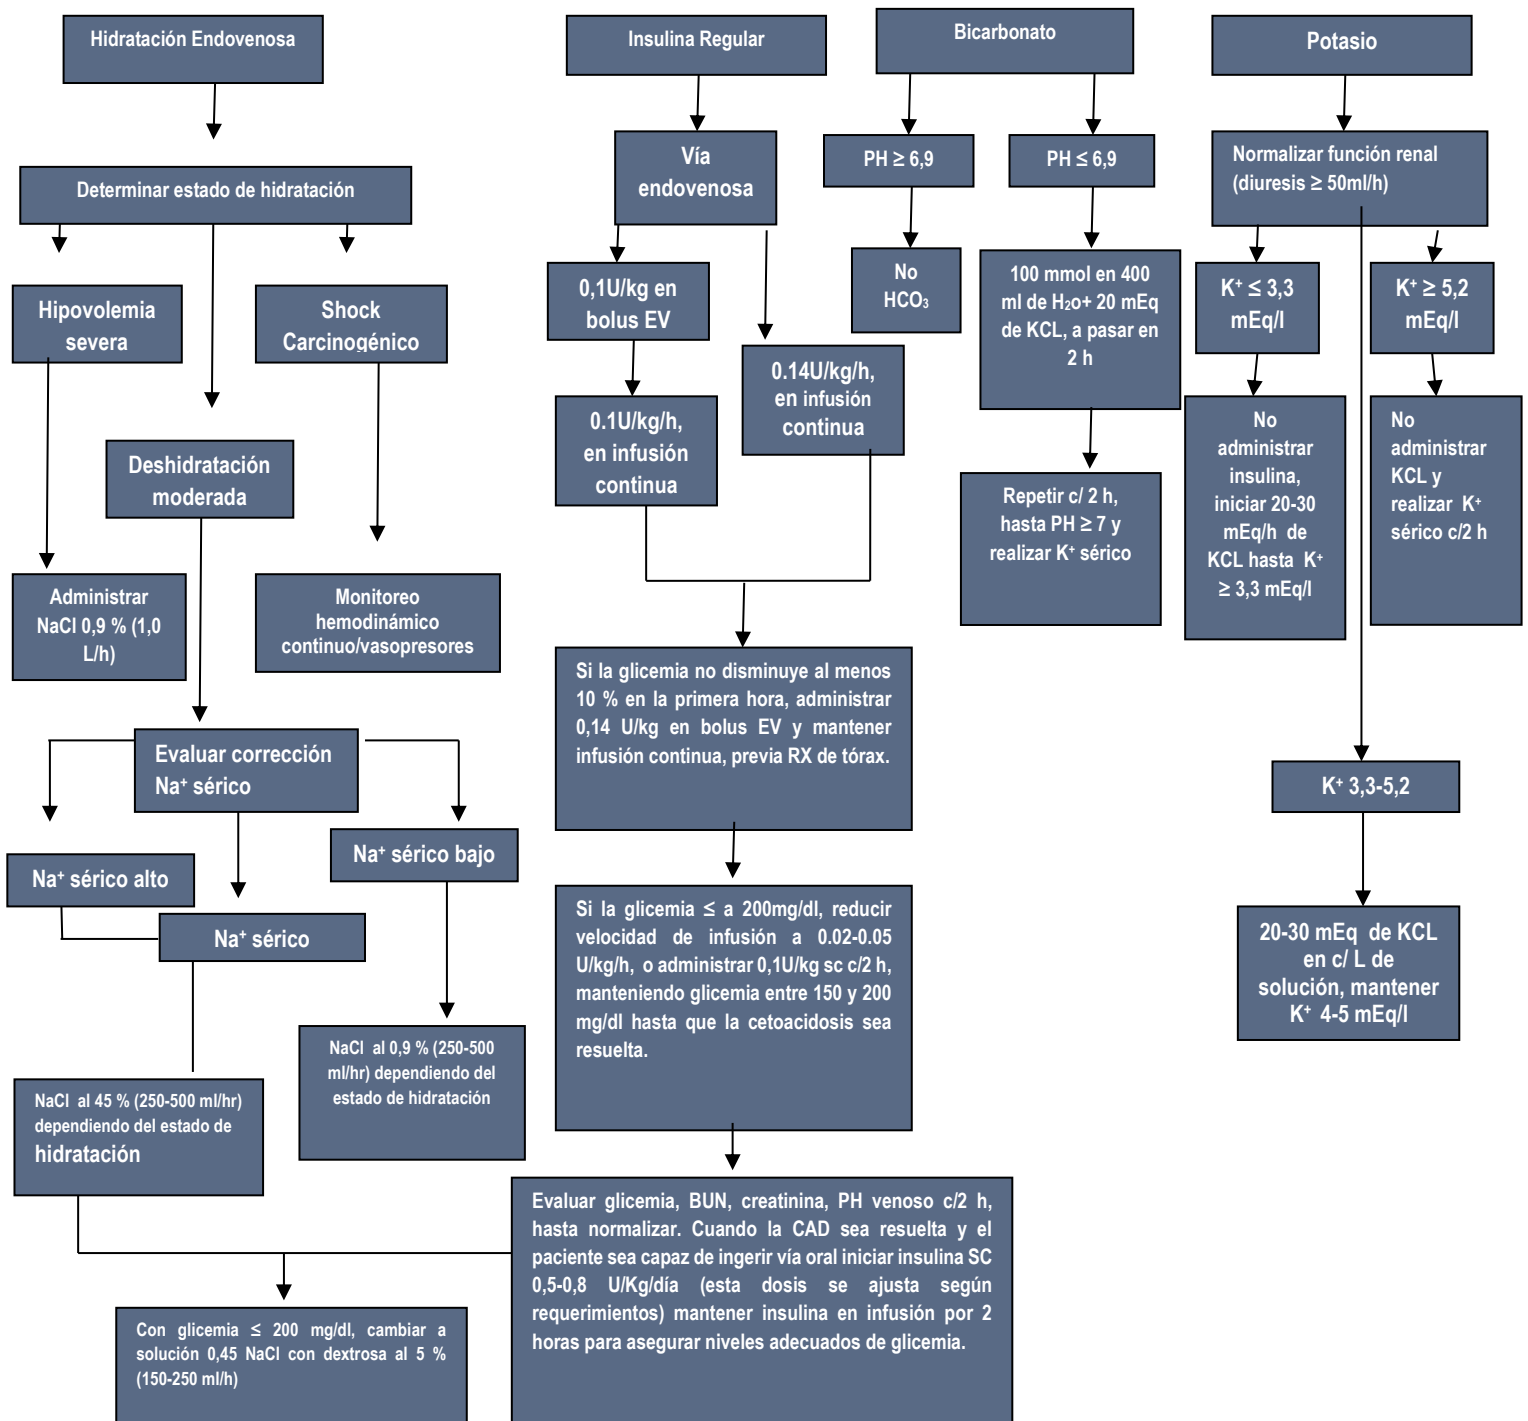 Hidratación Endovenosa
Determinar estado de hidratación
Hipovolemia
severa
Shock
Carcinogénico
Deshidratación
moderada
Administrar
NaCl 0,9 % (1,0
L/h)
Monitoreo
hemodinámico
continuo/vasopresores
Evaluar corrección
Na⁺ sérico
Na⁺ sérico alto
Na⁺ sérico
Na⁺ sérico bajo
NaCl al 45 % (250-500 ml/hr)
dependiendo del estado de
hidratación
NaCl al 0,9 % (250-500
ml/hr) dependiendo del
estado de hidratación
Con glicemia ≤ 200 mg/dl, cambiar a
solución 0,45 NaCl con dextrosa al 5 %
(150-250 ml/h)
Insulina Regular
Vía
endovenosa
0,1U/kg en
bolus EV
0.1U/kg/h,
en infusión
continua
0.14U/kg/h,
en infusión
continua
Si la glicemia no disminuye al menos
10 % en la primera hora, administrar
0,14 U/kg en bolus EV y mantener
infusión continua, previa RX de tórax.
Si la glicemia ≤ a 200mg/dl, reducir
velocidad de infusión a 0.02-0.05
U/kg/h, o administrar 0,1U/kg sc c/2 h,
manteniendo glicemia entre 150 y 200
mg/dl hasta que la cetoacidosis sea
resuelta.
Evaluar glicemia, BUN, creatinina, PH venoso c/2 h,
hasta normalizar. Cuando la CAD sea resuelta y el
paciente sea capaz de ingerir vía oral iniciar insulina SC
0,5-0,8 U/Kg/día (esta dosis se ajusta según
requerimientos) mantener insulina en infusión por 2
horas para asegurar niveles adecuados de glicemia.
Bicarbonato
PH ≥ 6,9
PH ≤ 6,9
No
HCO₃
100 mmol en 400
ml de H₂o+ 20 mEq
de KCL, a pasar en
2 h
Repetir c/ 2 h,
hasta PH ≥ 7 y
realizar K⁺ sérico
Potasio
Normalizar función renal
(diuresis ≥ 50ml/h)
K⁺ ≤ 3,3
mEq/l
K⁺ ≥ 5,2
mEq/l
No
administrar
insulina,
iniciar 20-30
mEq/h de
KCL hasta K⁺
≥ 3,3 mEq/l
No
administrar
KCL y
realizar K⁺
sérico c/2 h
K⁺ 3,3-5,2
20-30 mEq de KCL
en c/ L de
solución, mantener
K⁺ 4-5 mEq/l